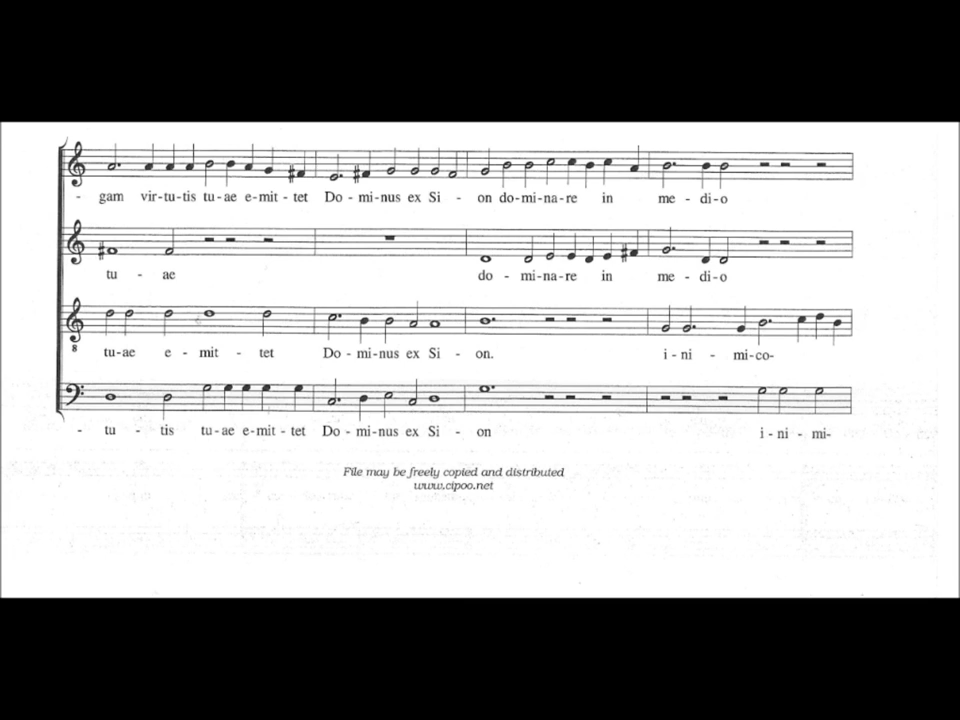 - gam vir-tu-tis tu-ae e-mit - tet Do - mi-nus ex Si - on do-mi-na-re in me - di-o
tu - ae do - mi-na-re in me - di-o
8
tu-ae e - mit - tet Do - mi-nus ex Si - on. i - ni - mi-co-
- tu - tis tu-ae e-mit - tet Do - mi-nus ex Si - on i - ni - mi-
File may be freely copied and distributed
www.cipoo.net